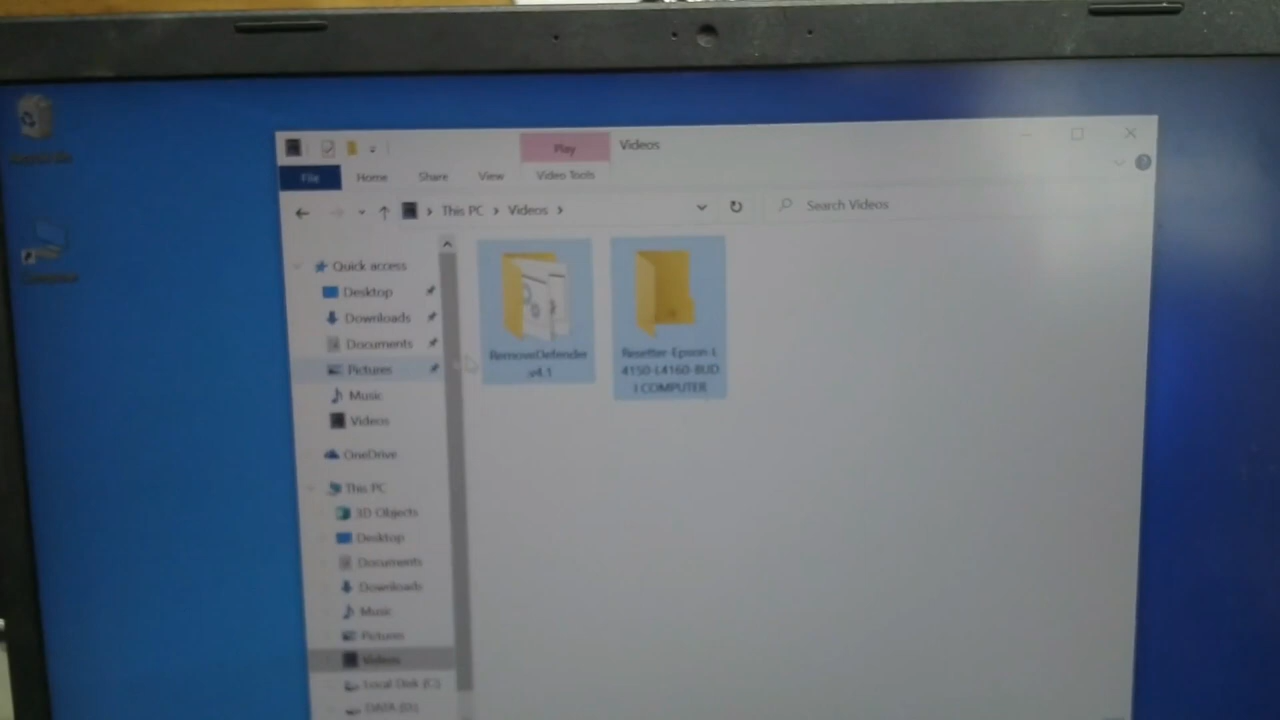 Play
Videos
File
Home
Share
View
Video Tools
This PC
Videos
Search Videos
Quick access
Desktop
Downloads
Documents
Pictures
Music
Videos
OneDrive
This PC
3D Objects
Desktop
Documents
Downloads
Music
Pictures
Videos
Local Disk (C:)
DATA (D:)
RemoveDefender
.v4.1
Resetter-Epson-L
4150-L4160-BUD
I COMPUTER